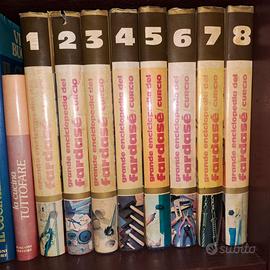 1
grande enciclopedia del
fardasé
/CURCIO
2
grande enciclopedia del
fardasé
/CURCIO
3
grande enciclopedia del
fardasé
/CURCIO
4
grande enciclopedia del
fardasé
/CURCIO
5
grande enciclopedia del
fardasé
/CURCIO
6
grande enciclopedia del
fardasé
/CURCIO
7
grande enciclopedia del
fardasé
/CURCIO
8
grande enciclopedia del
fardasé
/CURCIO
TUTTOFARE
subito